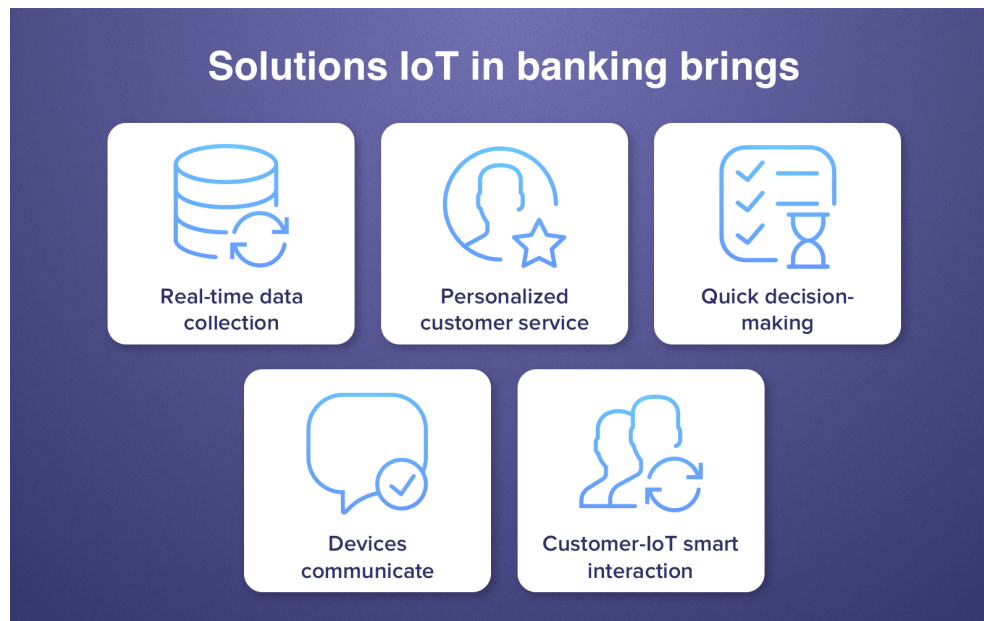 Solutions IoT in banking brings
Real-time data
collection
Personalized
customer service
Quick decision-
making
Devices
communicate
Customer-IoT smart
interaction